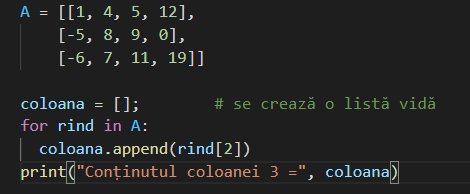 A = [[1, 4, 5, 12],
    [-5, 8, 9, 0],
    [-6, 7, 11, 19]]
coloana = [];        # se crează o listă vidă
for rind in A:
  coloana.append(rind[2])
print("Conținutul coloanei 3 =", coloana)